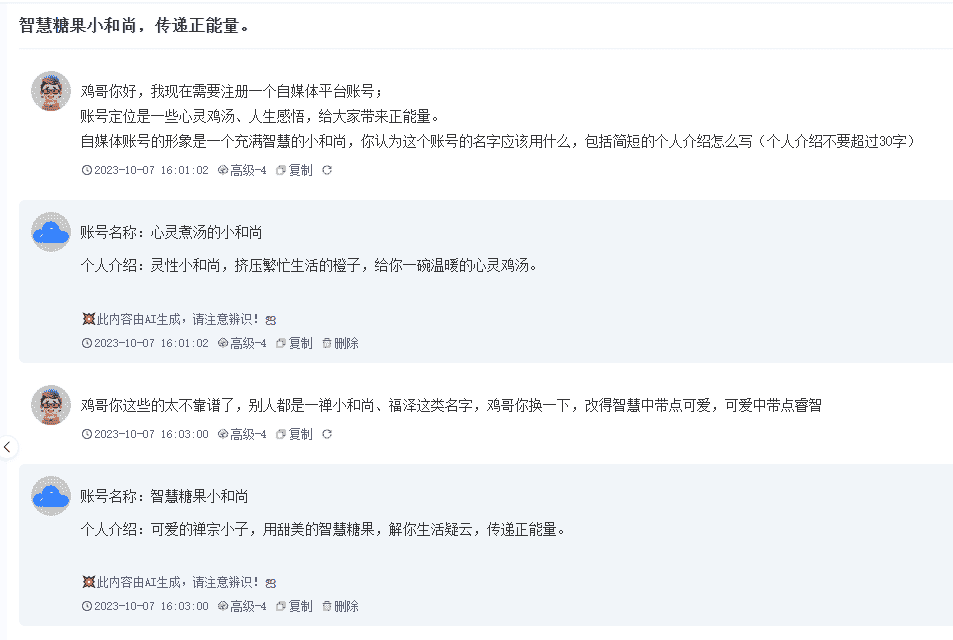 智慧糖果小和尚，传递正能量。
鸡哥你好，我现在需要注册一个自媒体平台账号；
账号定位是一些心灵鸡汤、人生感悟，给大家带来正能量。
自媒体账号的形象是一个充满智慧的小和尚，你认为这个账号的名字应该用什么，包括简短的个人介绍怎么写（个人介绍不要超过30字）
2023-10-07 16:01:02 高级-4 复制
账号名称：心灵煮汤的小和尚
个人介绍：灵性小和尚，挤压繁忙生活的橙子，给你一碗温暖的心灵鸡汤。
此内容由AI生成，请注意辨识！
2023-10-07 16:01:02 高级-4 复制 删除
鸡哥你这些的太不靠谱了，别人都是一禅小和尚、福泽这类名字，鸡哥你换一下，改得智慧中带点可爱，可爱中带点睿智
2023-10-07 16:03:00 高级-4 复制
账号名称：智慧糖果小和尚
个人介绍：可爱的禅宗小子，用甜美的智慧糖果，解你生活疑云，传递正能量。
此内容由AI生成，请注意辨识！
2023-10-07 16:03:00 高级-4 复制 删除